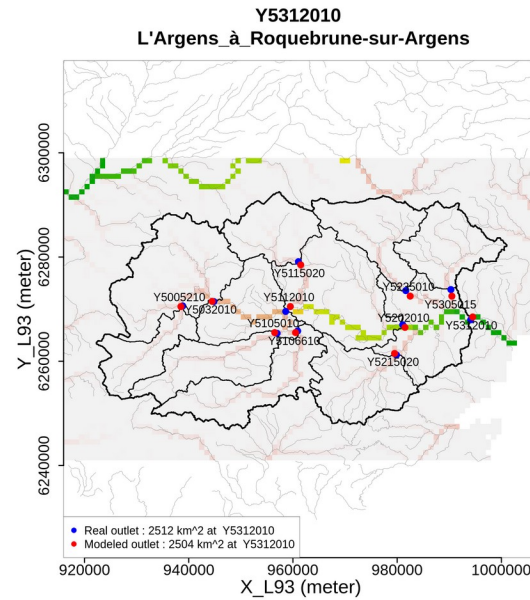 Y5312010
L'Argens_à_Roquebrune-sur-Argens
6300000
6280000
6260000
6240000
Y_L93 (meter)
Y5115020
Y5225010
Y5005210
Y5032010
Y5112010
Y5305015
Y5105010
Y5202010
Y5312010
Y5106610
Y5215020
Real outlet : 2512 km^2 at Y5312010
Modeled outlet : 2504 km^2 at Y5312010
920000 940000 960000 980000 1000000
X_L93 (meter)